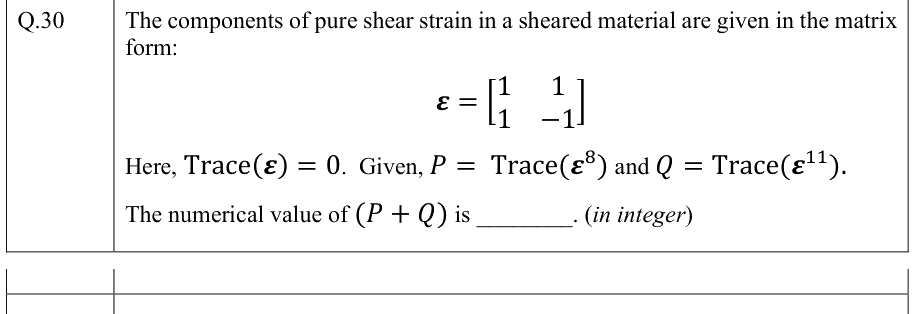 Q.30
The components of pure shear strain in a sheared material are given in the matrix
form:
𝜺 = [1 1
1 −1]
Here, Trace(𝜺) = 0. Given, P = Trace(𝜺⁸) and Q = Trace(𝜺¹¹).
The numerical value of (P + Q) is ________. (in integer)